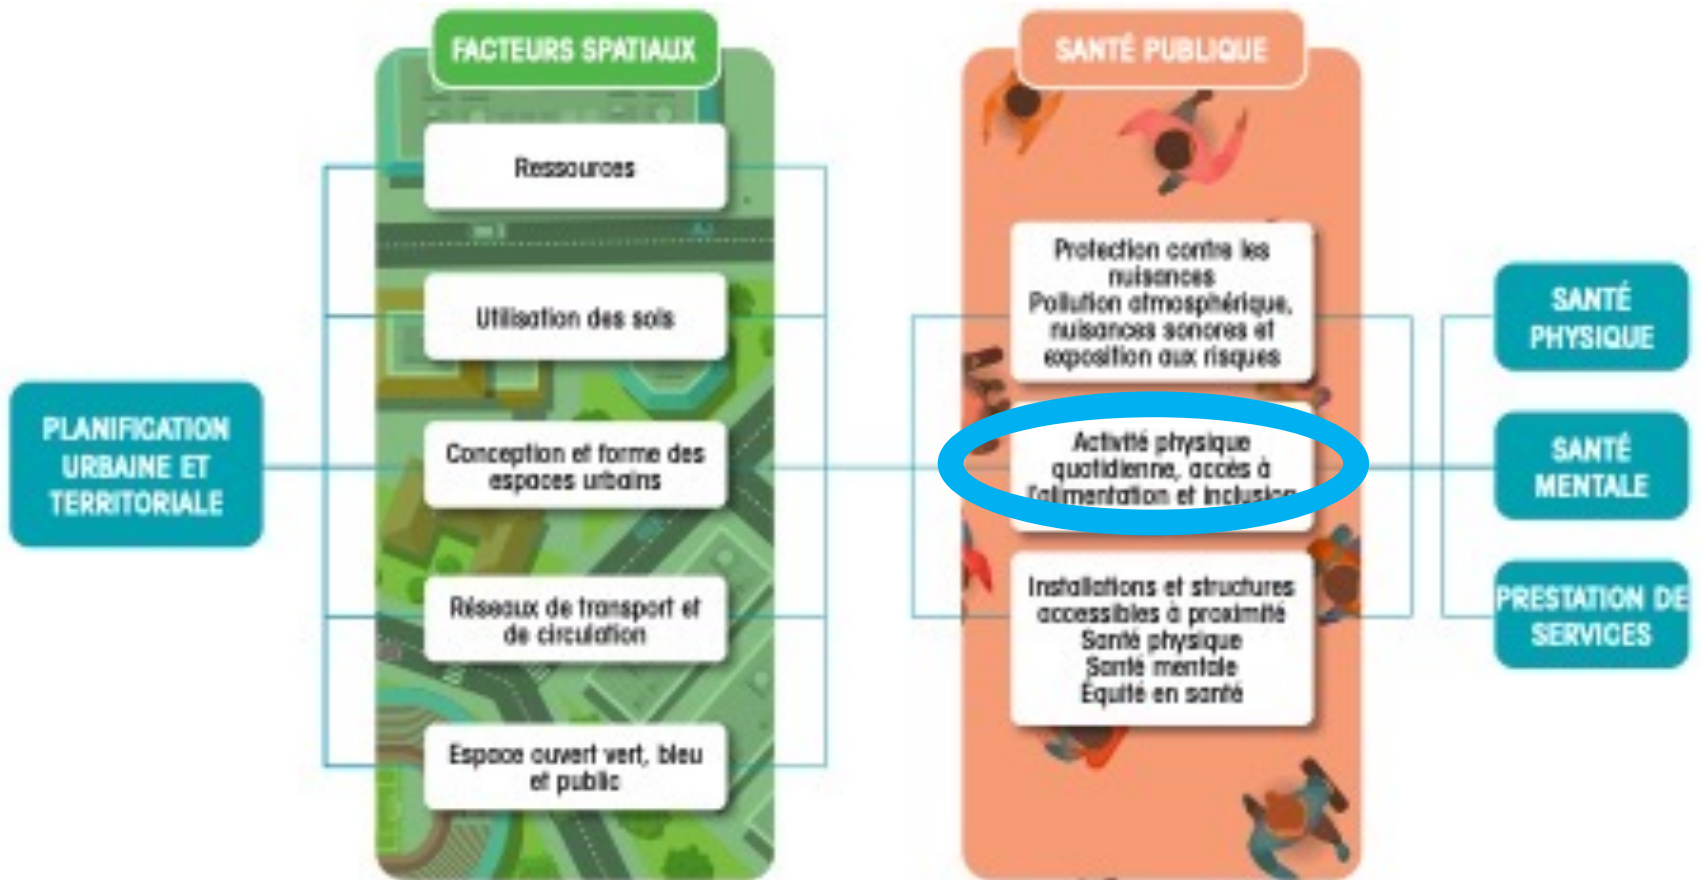 FACTEURS SPATIAUX
SANTÉ PUBLIQUE
PLANIFICATION
URBAINE ET
TERRITORIALE
Ressources
Utilisation des sols
Conception et forme des
espaces urbains
Réseaux de transport et
de circulation
Espace ouvert vert, bleu
et public
Protection contre les
nuisances
Pollution atmosphérique,
nuisances sonores et
exposition aux risques
Activité physique
quotidienne, accès à
l'alimentation et inclusion
Installations et structures
accessibles à proximité
Santé physique
Santé mentale
Équité en santé
SANTÉ
PHYSIQUE
SANTÉ
MENTALE
PRESTATION DE
SERVICES